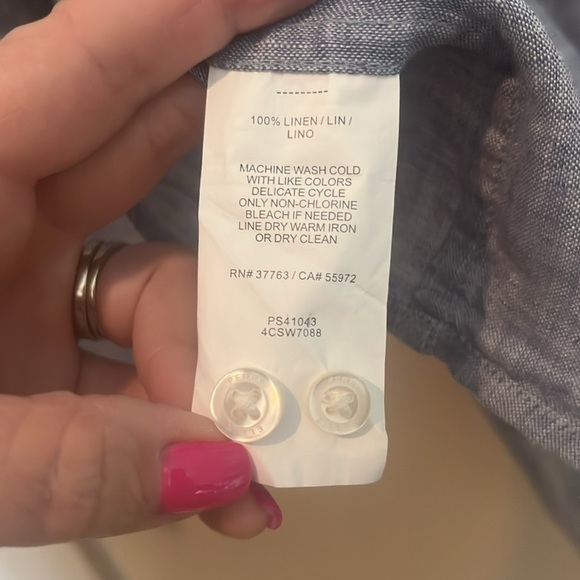 ----------
100% LINEN / LIN /
LINO
MACHINE WASH COLD
WITH LIKE COLORS
DELICATE CYCLE
ONLY NON-CHLORINE
BLEACH IF NEEDED
LINE DRY WARM IRON
OR DRY CLEAN
RN# 37763 / CA# 55972
PS41043
4CSW7088